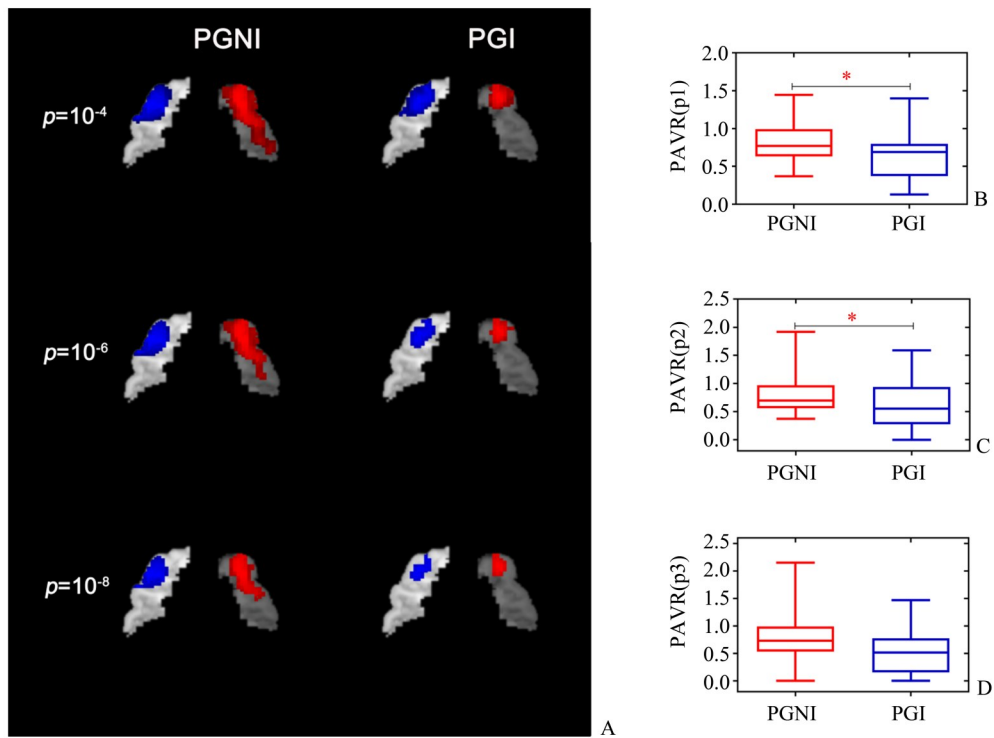 PGNI PGI
p=10-4
p=10-6
p=10-8
A
PAVR(p1)
2.0
1.5
1.0
0.5
0.0
*
PGNI PGI
B
PAVR(p2)
2.5
2.0
1.5
1.0
0.5
0.0
*
PGNI PGI
C
PAVR(p3)
2.5
2.0
1.5
1.0
0.5
0.0
PGNI PGI
D